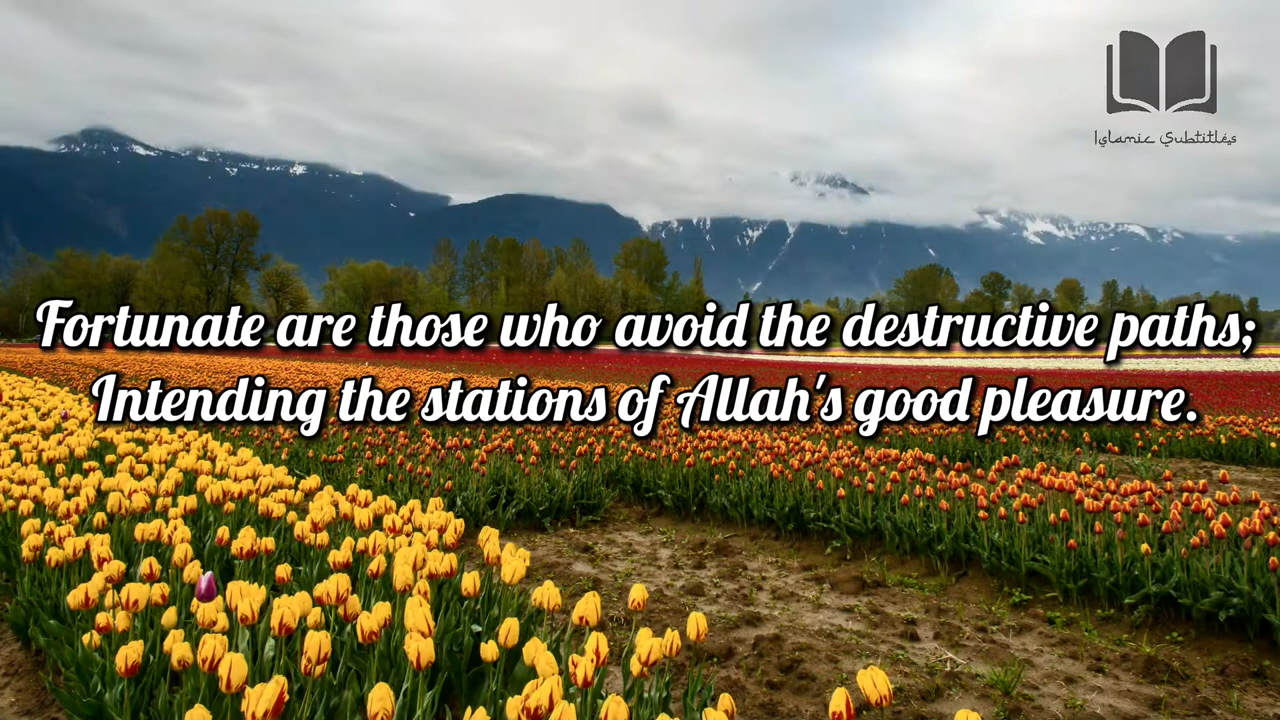 Islamic Subtitles
Fortunate are those who avoid the destructive paths;
Intending the stations of Allah's good pleasure.